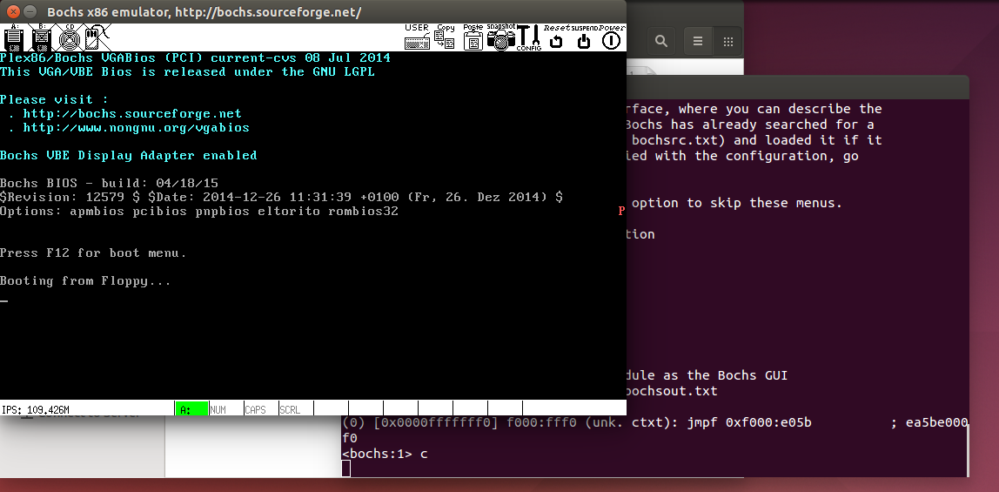 Bochs x86 emulator, http://bochs.sourceforge.net/
A: B: CD USER Copy Paste snapshot CONFIG Reset SUSPEND Power
Plex86/Bochs VGABios (PCI) current-cvs 08 Jul 2014
This VGA/VBE Bios is released under the GNU LGPL
Please visit :
. http://bochs.sourceforge.net
. http://www.nongnu.org/vgabios
Bochs VBE Display Adapter enabled
Bochs BIOS - build: 04/18/15
$Revision: 12579 $ $Date: 2014-12-26 11:31:39 +0100 (Fr, 26. Dez 2014) $
Options: apmbios pcibios pnpbios eltorito rombios32
P
Press F12 for boot menu.
Booting from Floppy...
_
IPS: 109.426M A: NUM CAPS SCRL
rface, where you can describe the
Bochs has already searched for a
bochsrc.txt) and loaded it if it
ied with the configuration, go
option to skip these menus.
tion
dule as the Bochs GUI
bochsout.txt
(0) [0x0000fffffff0] f000:fff0 (unk. ctxt): jmpf 0xf000:e05b ; ea5be000
f0
<bochs:1> c